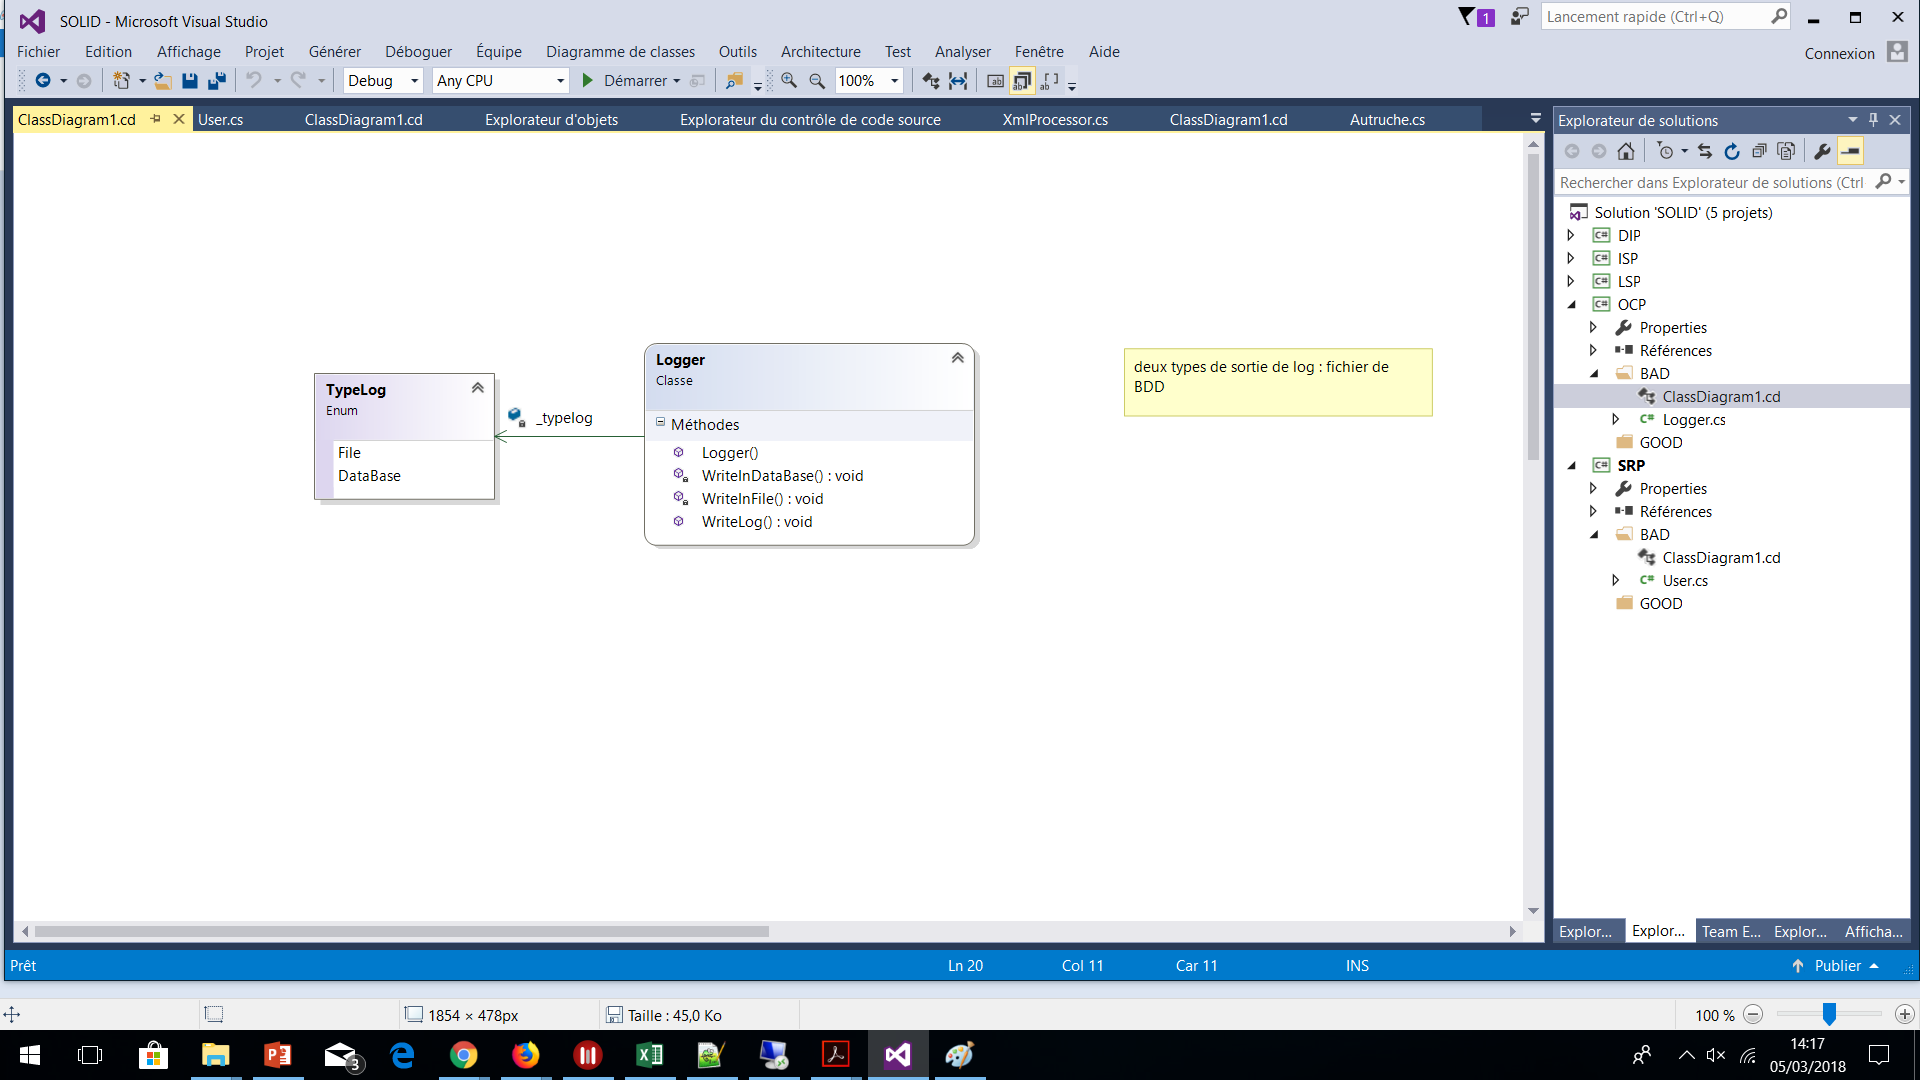 SOLID - Microsoft Visual Studio
1
Lancement rapide (Ctrl+Q)
Fichier Edition Affichage Projet Générer Déboguer Équipe Diagramme de classes Outils Architecture Test Analyser Fenêtre Aide
Connexion
Debug Any CPU Démarrer 100%
ClassDiagram1.cd User.cs ClassDiagram1.cd Explorateur d'objets Explorateur du contrôle de code source XmlProcessor.cs ClassDiagram1.cd Autruche.cs
TypeLog
Enum
File
DataBase
_typelog
Logger
Classe
Méthodes
Logger()
WriteInDataBase() : void
WriteInFile() : void
WriteLog() : void
deux types de sortie de log : fichier de
BDD
Explorateur de solutions
Rechercher dans Explorateur de solutions (Ctrl
Solution 'SOLID' (5 projets)
C# DIP
C# ISP
C# LSP
C# OCP
Properties
Références
BAD
ClassDiagram1.cd
C# Logger.cs
GOOD
C# SRP
Properties
Références
BAD
ClassDiagram1.cd
C# User.cs
GOOD
Explor... Explor... Team E... Explor... Afficha...
Prêt Ln 20 Col 11 Car 11 INS Publier
1854 × 478px Taille : 45,0 Ko 100 %
3
14:17
05/03/2018